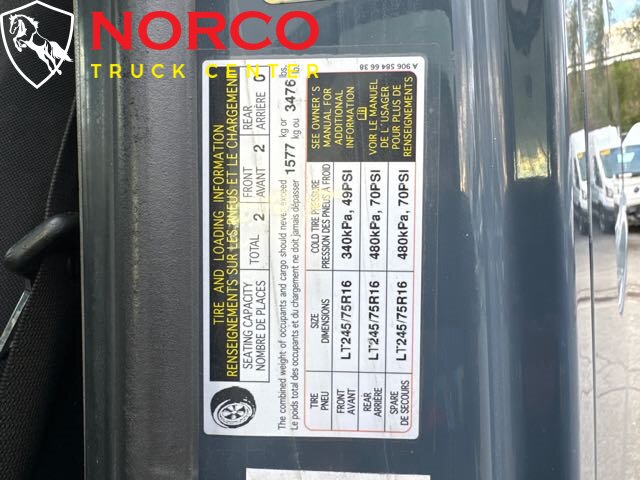 NORCO
TRUCK CENTER
TIRE AND LOADING INFORMATION
RENSEIGNEMENTS SUR LES PNEUS ET LE CHARGEMENT
SEATING CAPACITY
NOMBRE DE PLACES
TOTAL 2
FRONT
AVANT 2
REAR
ARRIÈRE 0
The combined weight of occupants and cargo should never exceed
Le poids total des occupants et du chargement ne doit jamais dépasser
1577 kg or
kg ou
3476 lbs.
lb.
TIRE
PNEU
SIZE
DIMENSIONS
COLD TIRE PRESSURE
PRESSION DES PNEUS À FROID
FRONT
AVANT
LT245/75R16
340kPa, 49PSI
REAR
ARRIÈRE
LT245/75R16
480kPa, 70PSI
SPARE
DE SECOURS
LT245/75R16
480kPa, 70PSI
SEE OWNER'S
MANUAL FOR
ADDITIONAL
INFORMATION
VOIR LE MANUEL
DE L'USAGER
POUR PLUS DE
RENSEIGNEMENTS
A 906 584 66 38